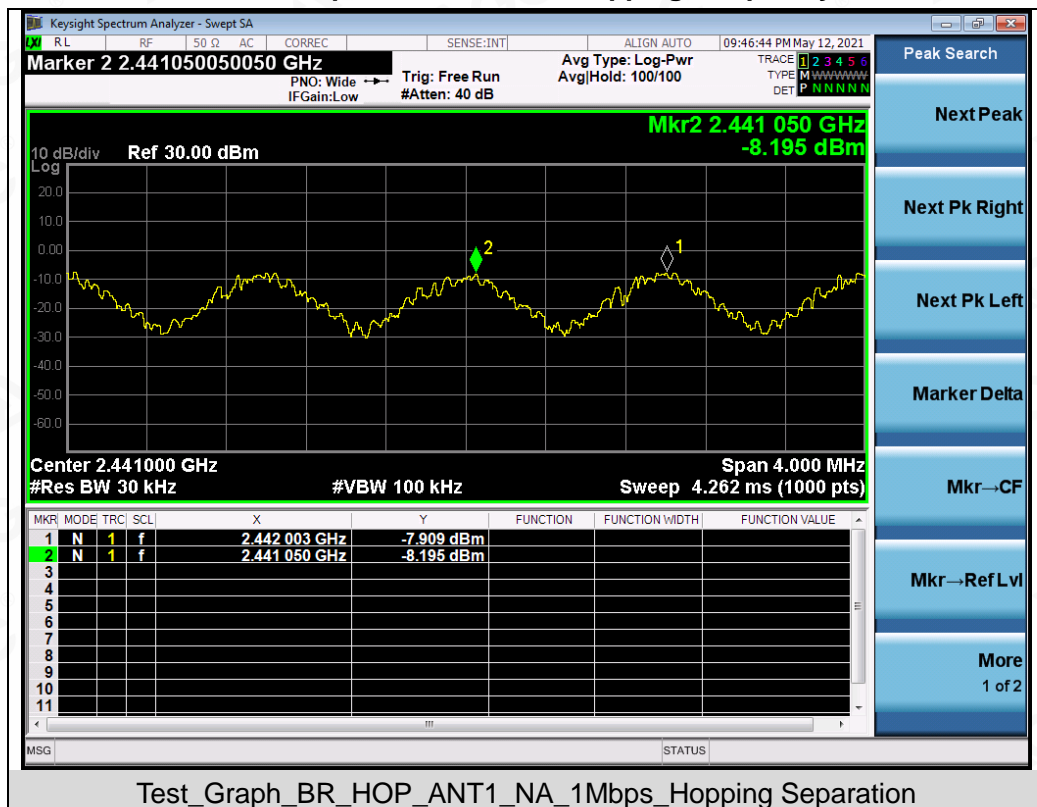 Keysight Spectrum Analyzer - Swept SA
LXI RL RF 50 Ω AC CORREC SENSE:INT ALIGN AUTO 09:46:44 PM May 12, 2021
Marker 2 2.441050050050 GHz
PNO: Wide
IFGain:Low
Trig: Free Run
#Atten: 40 dB
Avg Type: Log-Pwr
Avg|Hold: 100/100
TRACE 1 2 3 4 5 6
TYPE M WWWWW
DET P N N N N N
Mkr2 2.441 050 GHz
-8.195 dBm
10 dB/div Ref 30.00 dBm
Log
20.0
10.0
0.00
-10.0
-20.0
-30.0
-40.0
-50.0
-60.0
2
1
Center 2.441000 GHz Span 4.000 MHz
#Res BW 30 kHz #VBW 100 kHz Sweep 4.262 ms (1000 pts)
MKR MODE TRC SCL X Y FUNCTION FUNCTION WIDTH FUNCTION VALUE
1 N 1 f 2.442 003 GHz -7.909 dBm
2 N 1 f 2.441 050 GHz -8.195 dBm
3
4
5
6
7
8
9
10
11
MSG STATUS
Peak Search
Next Peak
Next Pk Right
Next Pk Left
Marker Delta
Mkr→CF
Mkr→Ref Lvl
More
1 of 2
Test_Graph_BR_HOP_ANT1_NA_1Mbps_Hopping Separation